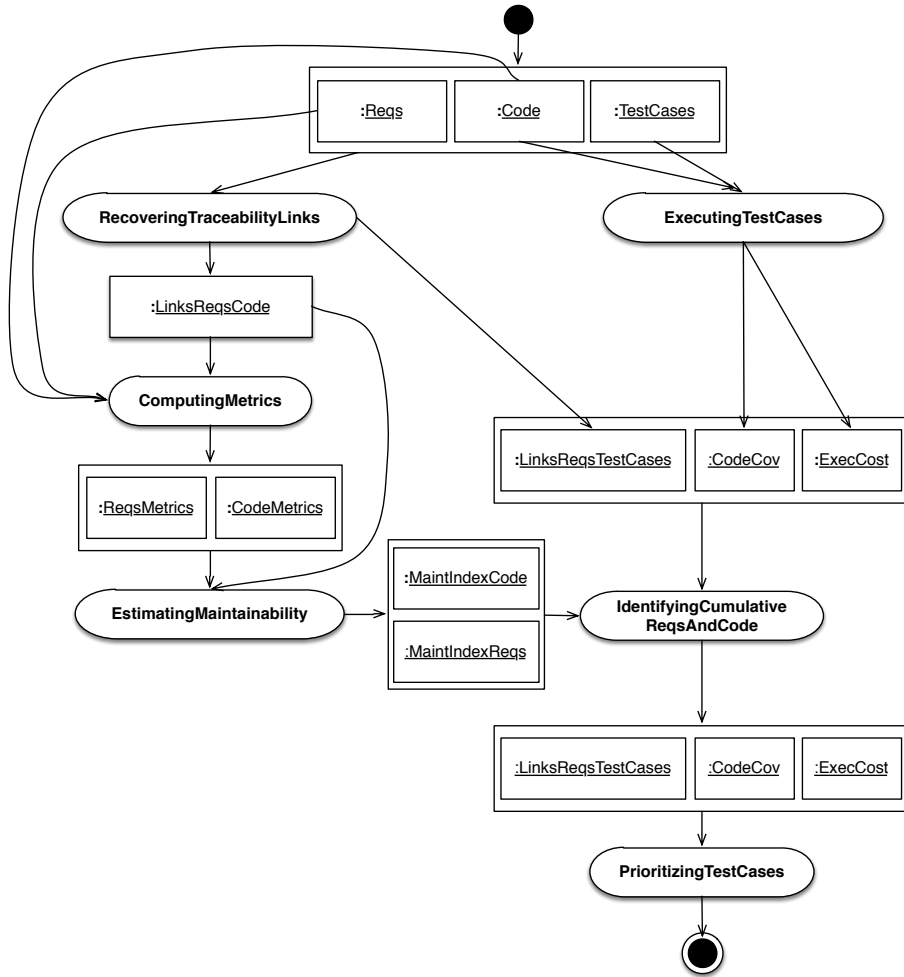 :Reqs
:Code
:TestCases
RecoveringTraceabilityLinks
ExecutingTestCases
:LinksReqsCode
ComputingMetrics
:LinksReqsTestCases
:CodeCov
:ExecCost
:ReqsMetrics
:CodeMetrics
:MaintIndexCode
EstimatingMaintainability
IdentifyingCumulative
ReqsAndCode
:MaintIndexReqs
:LinksReqsTestCases
:CodeCov
:ExecCost
PrioritizingTestCases